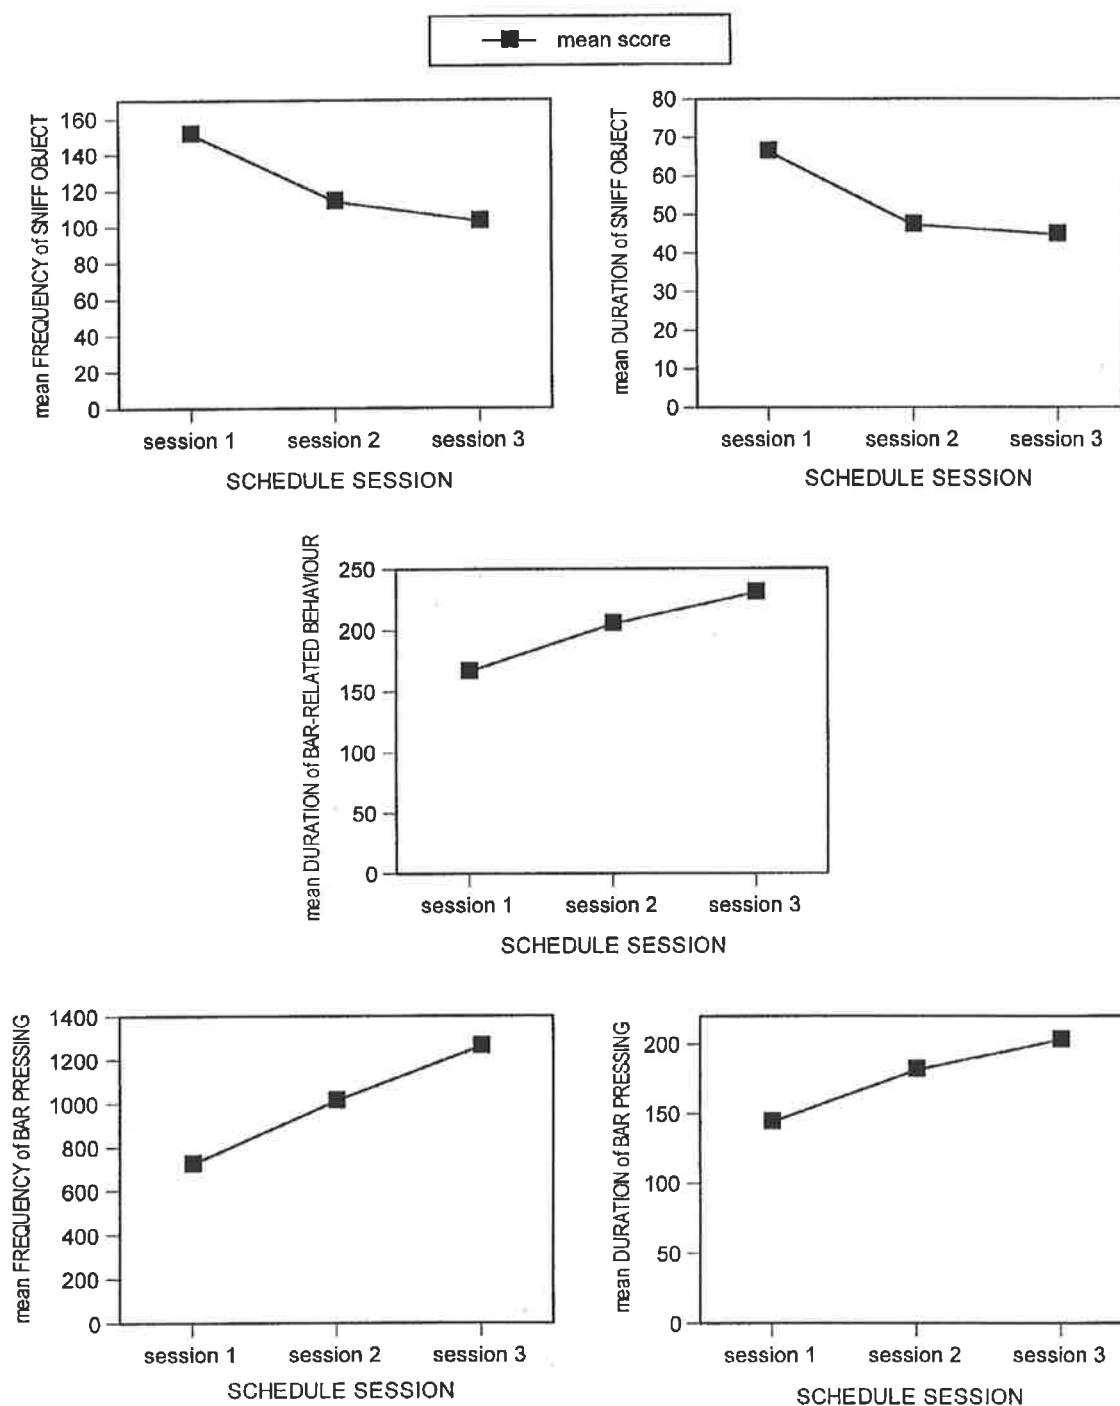 mean score
mean FREQUENCY of SNIFF OBJECT
160
140
120
100
80
60
40
20
0
session 1 session 2 session 3
SCHEDULE SESSION
mean DURATION of SNIFF OBJECT
80
70
60
50
40
30
20
10
0
session 1 session 2 session 3
SCHEDULE SESSION
mean DURATION of BAR-RELATED BEHAVIOUR
250
200
150
100
50
0
session 1 session 2 session 3
SCHEDULE SESSION
mean FREQUENCY of BAR PRESSING
1400
1200
1000
800
600
400
200
0
session 1 session 2 session 3
SCHEDULE SESSION
mean DURATION of BAR PRESSING
200
150
100
50
0
session 1 session 2 session 3
SCHEDULE SESSION